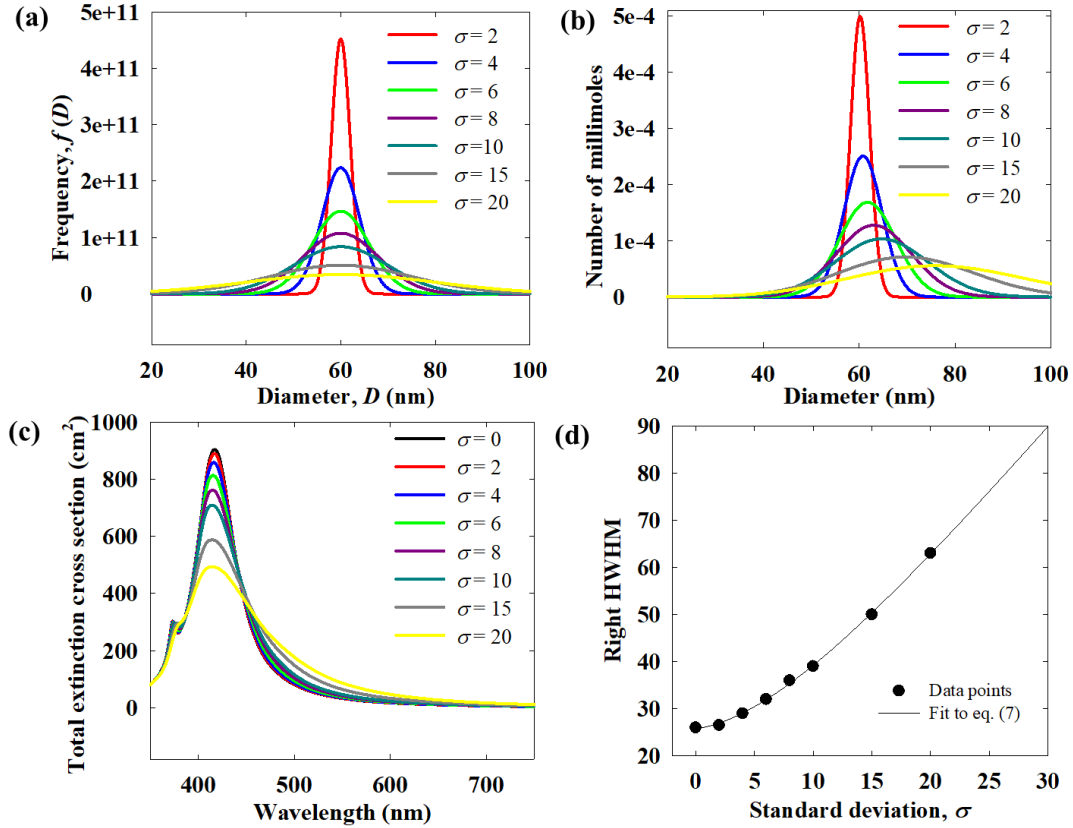 (a)
5e+11
4e+11
5e+11
2e+11
1e+11
0
Frequency, f (D)
σ = 2
σ = 4
σ = 6
σ = 8
σ =10
σ = 15
σ = 20
20 40 60 80 100
Diameter, D (nm)
(b)
5e-4
4e-4
5e-4
2e-4
1e-4
0
Number of millimoles
σ = 2
σ = 4
σ = 6
σ = 8
σ = 10
σ = 15
σ = 20
20 40 60 80 100
Diameter (nm)
(c)
1000
800
600
400
200
0
Total extinction cross section (cm²)
σ = 0
σ = 2
σ = 4
σ = 6
σ = 8
σ = 10
σ = 15
σ = 20
400 500 600 700
Wavelength (nm)
(d)
90
80
70
60
50
40
30
20
Right HWHM
Data points
Fit to eq. (7)
0 5 10 15 20 25 30
Standard deviation, σ